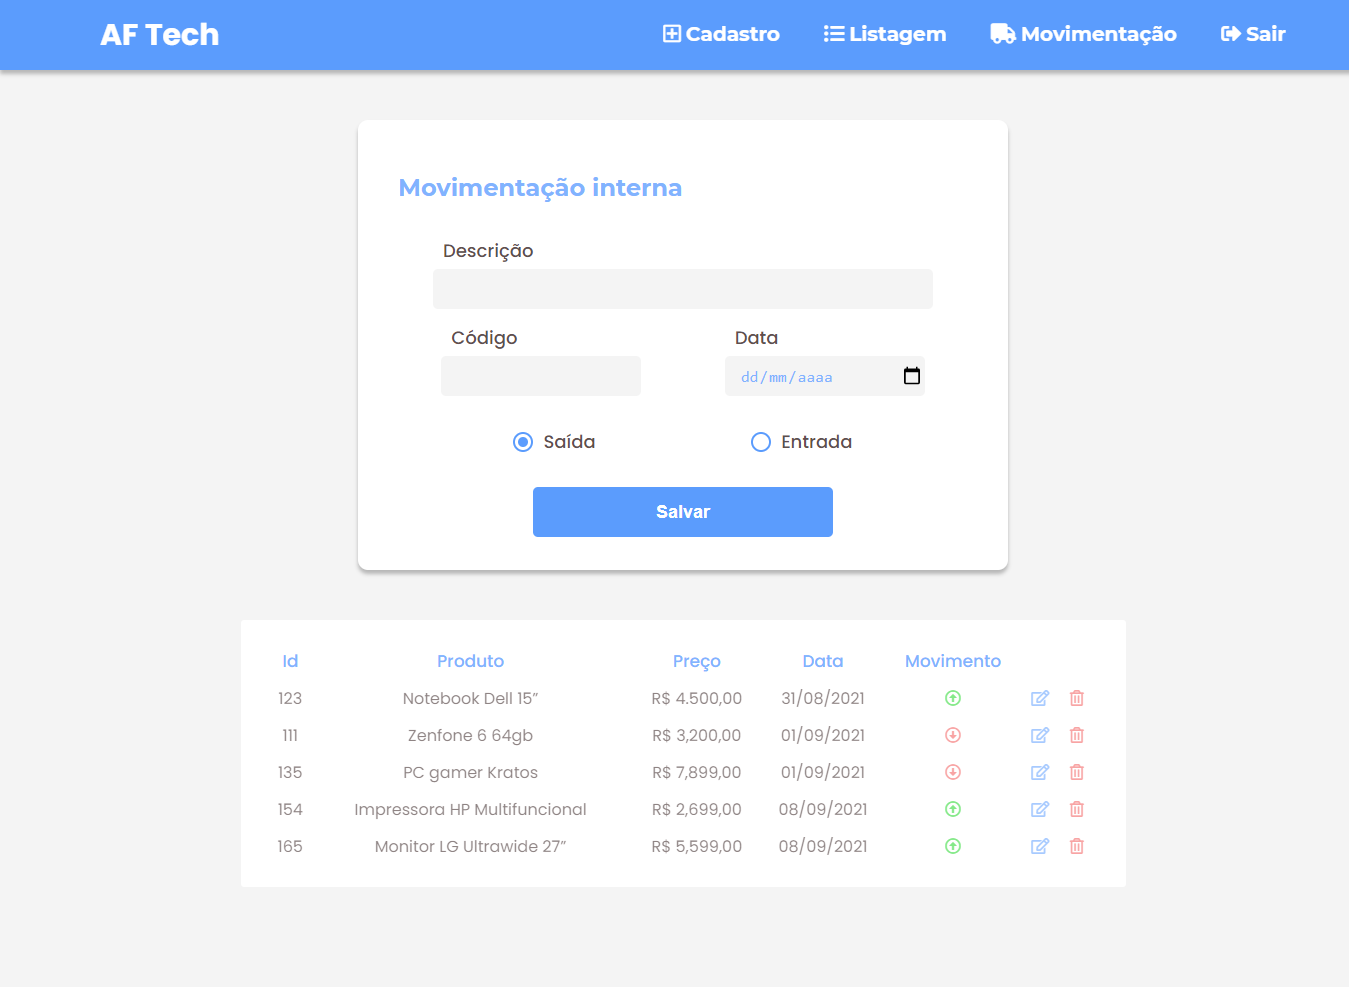 AF Tech Cadastro Listagem Movimentação Sair
Movimentação interna
Descrição
Código Data
dd/mm/aaaa
Saída Entrada
Salvar
Id Produto Preço Data Movimento
123 Notebook Dell 15” R$ 4.500,00 31/08/2021
111 Zenfone 6 64gb R$ 3,200,00 01/09/2021
135 PC gamer Kratos R$ 7,899,00 01/09/2021
154 Impressora HP Multifuncional R$ 2,699,00 08/09/2021
165 Monitor LG Ultrawide 27” R$ 5,599,00 08/09/2021